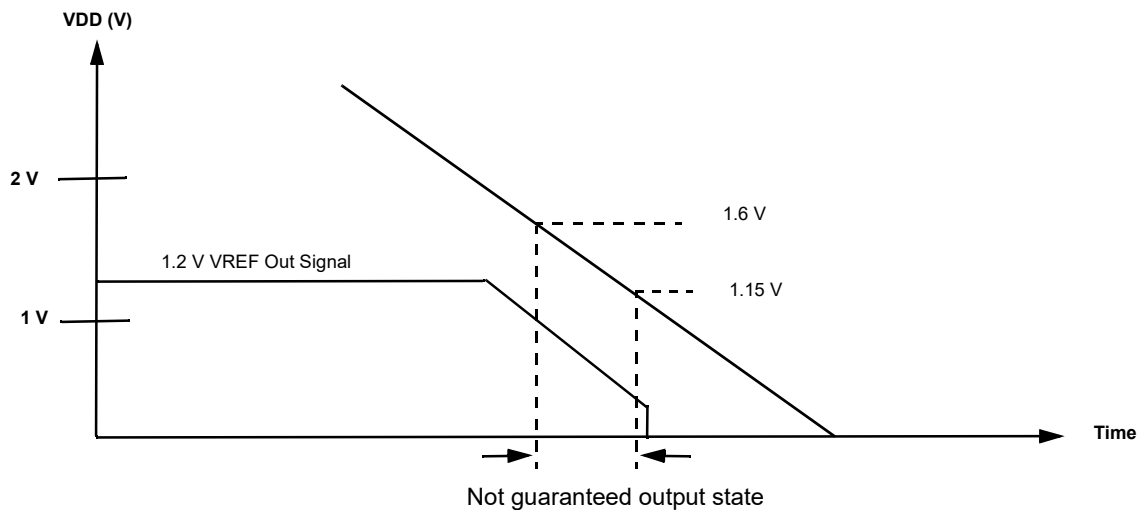 VDD (V)
2 V
1.6 V
1.2 V VREF Out Signal
1.15 V
1 V
Time
Not guaranteed output state